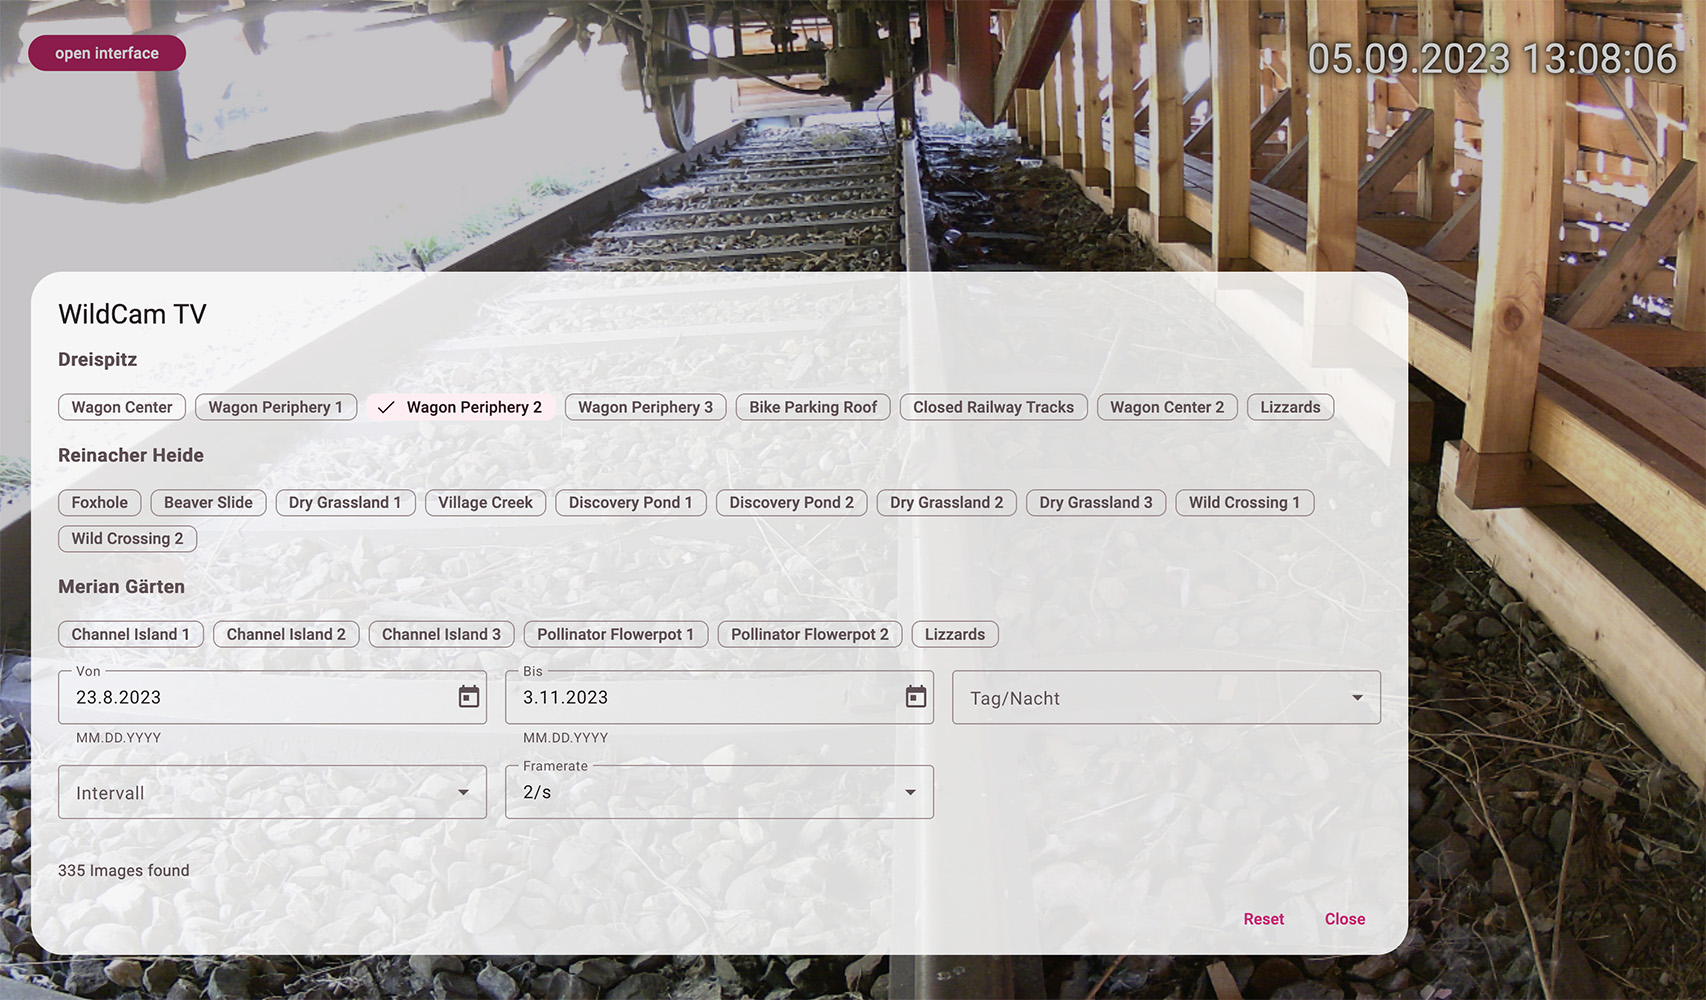 open interface
05.09.2023 13:08:06
WildCam TV
Dreispitz
Wagon Center Wagon Periphery 1 Wagon Periphery 2 Wagon Periphery 3 Bike Parking Roof Closed Railway Tracks Wagon Center 2 Lizzards
Reinacher Heide
Foxhole Beaver Slide Dry Grassland 1 Village Creek Discovery Pond 1 Discovery Pond 2 Dry Grassland 2 Dry Grassland 3 Wild Crossing 1
Wild Crossing 2
Merian Gärten
Channel Island 1 Channel Island 2 Channel Island 3 Pollinator Flowerpot 1 Pollinator Flowerpot 2 Lizzards
Von Bis
23.8.2023 3.11.2023 Tag/Nacht
MM.DD.YYYY MM.DD.YYYY
Framerate
Intervall 2/s
335 Images found
Reset Close